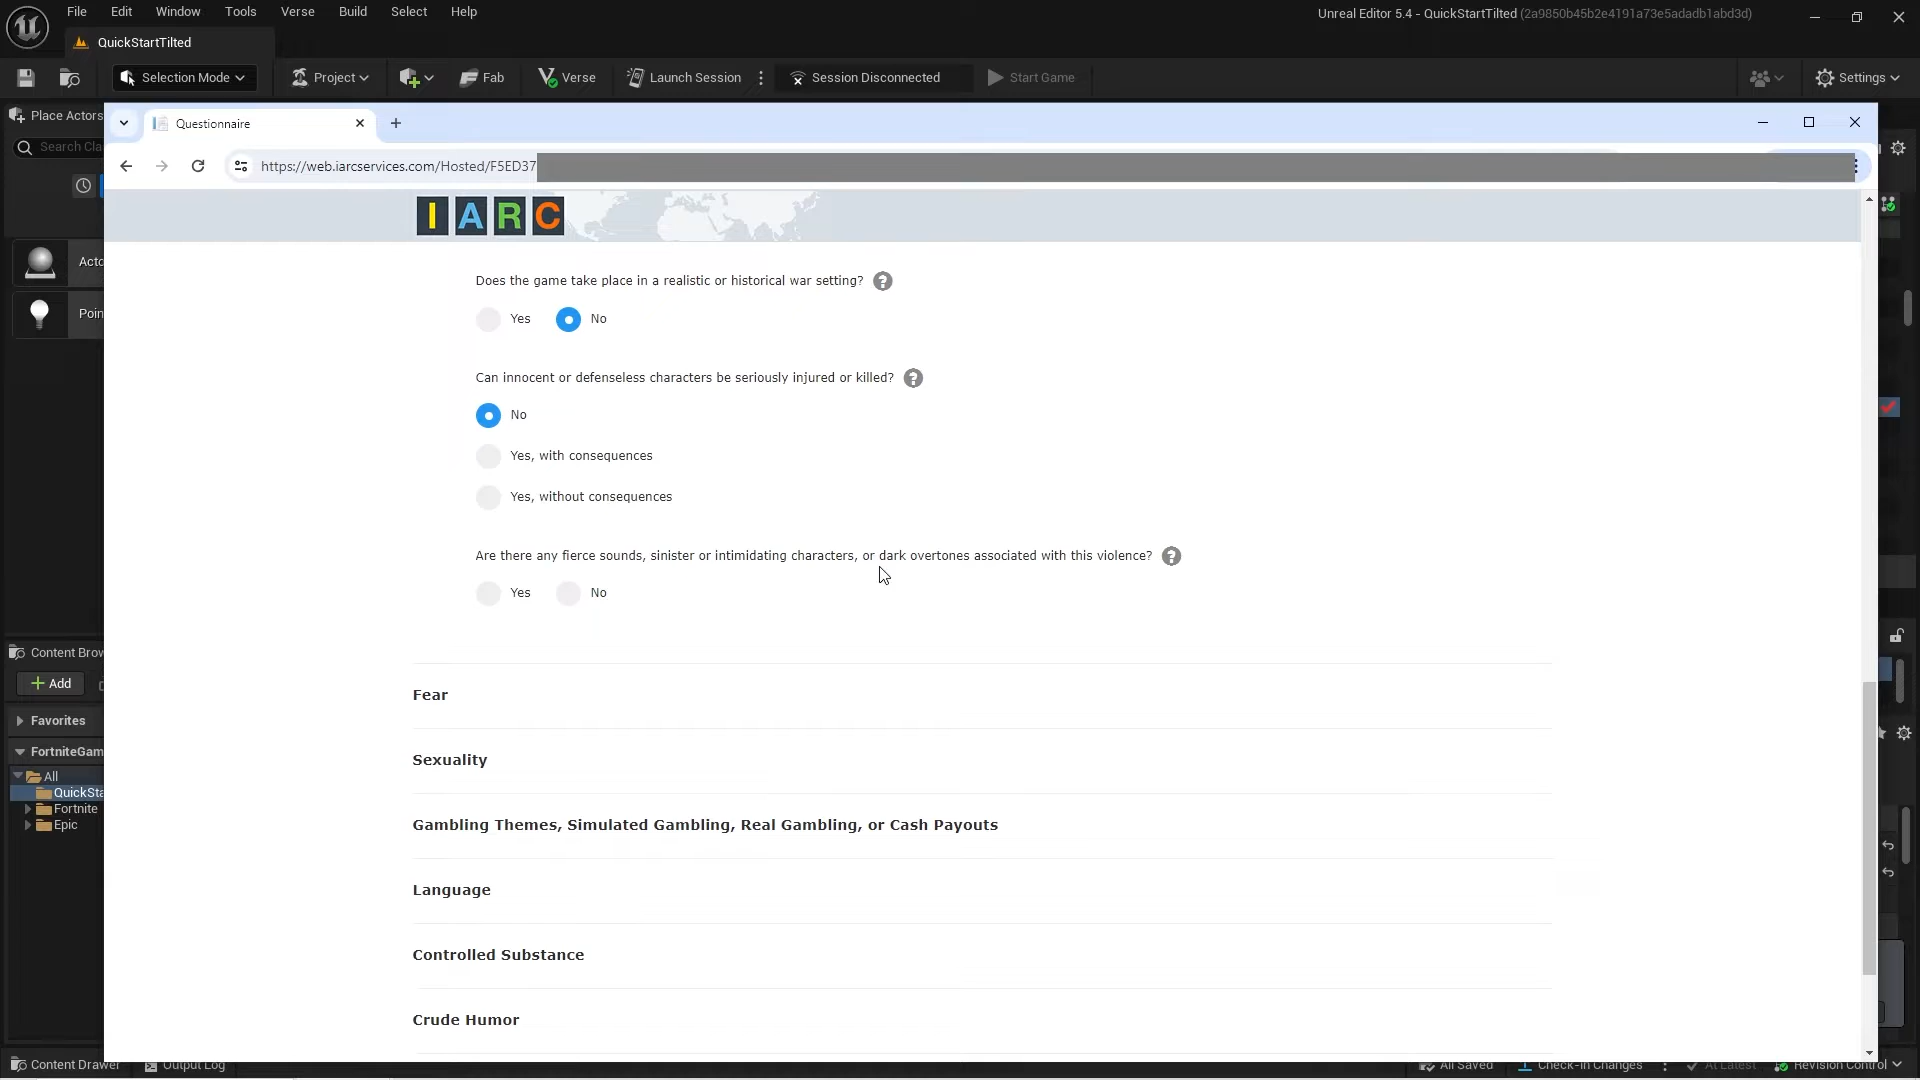 File Edit Window Tools Verse Build Select Help
Unreal Editor 5.4 - QuickStartTilted (2a9850b45b2e4191a73e5adadb1abd3d)
QuickStartTilted
Selection Mode Project Fab Verse Launch Session Session Disconnected Start Game Settings
Place Actors
Questionnaire
Search
https://web.iarcservices.com/Hosted/F5ED37
IARC
Does the game take place in a realistic or historical war setting? ?
Yes No
Can innocent or defenseless characters be seriously injured or killed? ?
No
Yes, with consequences
Yes, without consequences
Are there any fierce sounds, sinister or intimidating characters, or dark overtones associated with this violence? ?
Yes No
Content Brow
Add
Fear
Favorites
FortniteGam
Sexuality
All
QuickSta
Fortnite
Epic
Gambling Themes, Simulated Gambling, Real Gambling, or Cash Payouts
Language
Controlled Substance
Crude Humor
Content Drawer Output Log All Saved Check-In Changes At Latest Revision Control